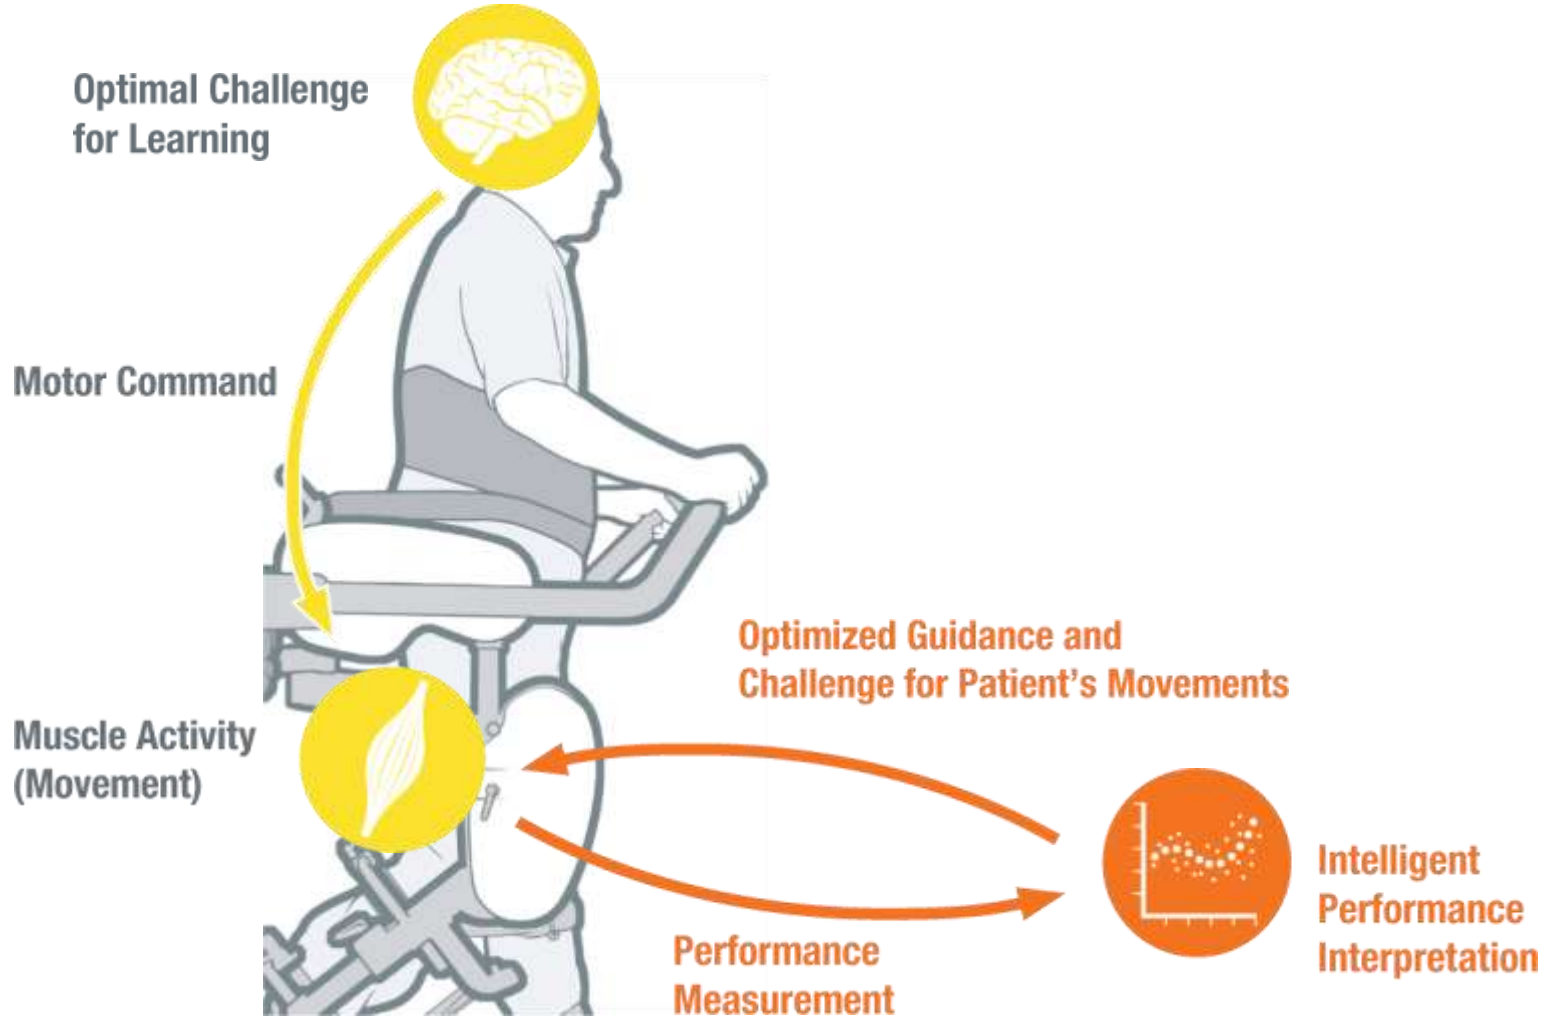 Optimal Challenge
for Learning
Motor Command
Muscle Activity
(Movement)
Optimized Guidance and
Challenge for Patient's Movements
Performance
Measurement
Intelligent
Performance
Interpretation